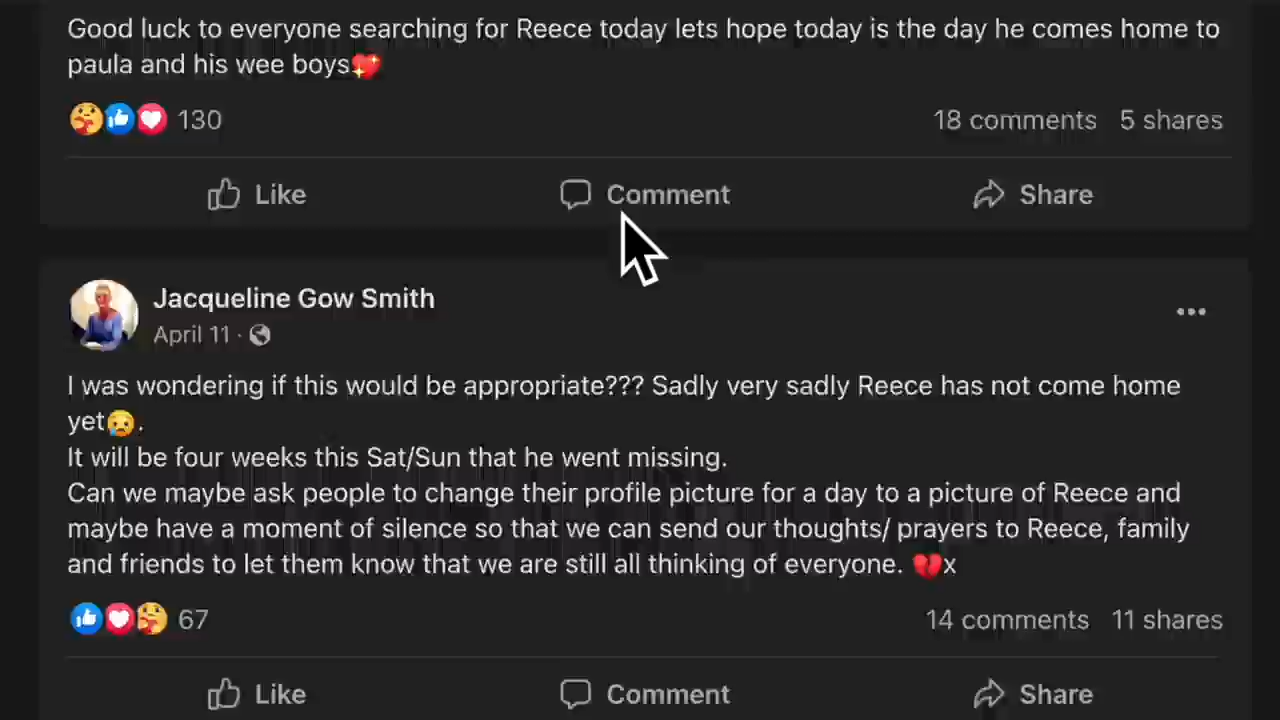 Good luck to everyone searching for Reece today lets hope today is the day he comes home to
paula and his wee boys💖
130 18 comments 5 shares
Like Comment Share
Jacqueline Gow Smith
April 11 ·
I was wondering if this would be appropriate??? Sadly very sadly Reece has not come home
yet😥.
It will be four weeks this Sat/Sun that he went missing.
Can we maybe ask people to change their profile picture for a day to a picture of Reece and
maybe have a moment of silence so that we can send our thoughts/ prayers to Reece, family
and friends to let them know that we are still all thinking of everyone. 💔x
67 14 comments 11 shares
Like Comment Share